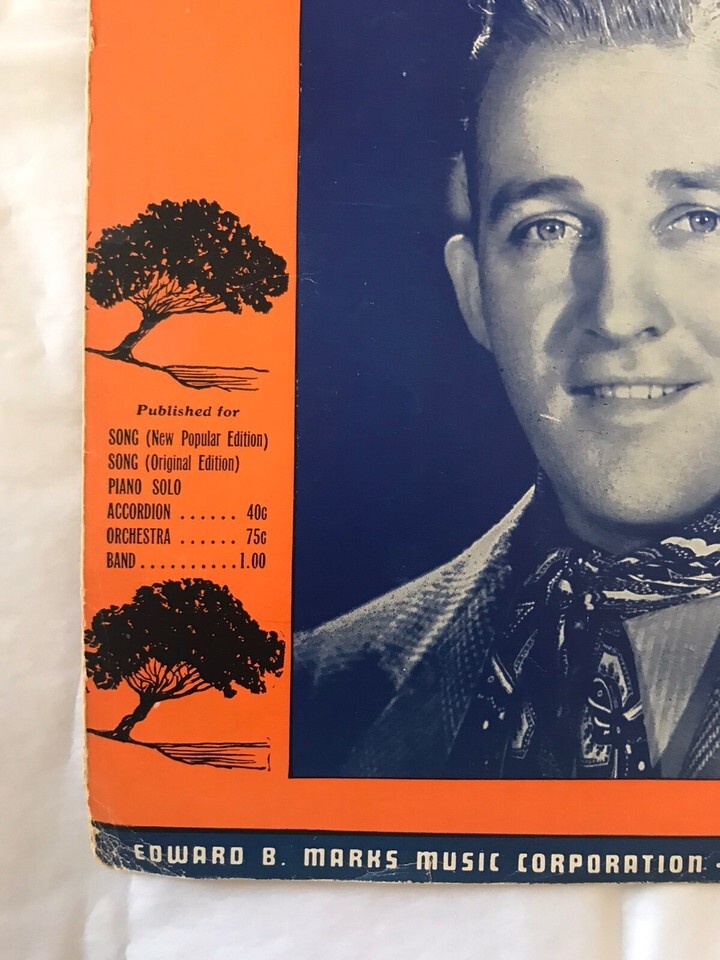 Published for
SONG (New Popular Edition)
SONG (Original Edition)
PIANO SOLO
ACCORDION ...... 40c
ORCHESTRA ...... 75c
BAND..........1.00
EDWARD B. MARKS MUSIC CORPORATION -